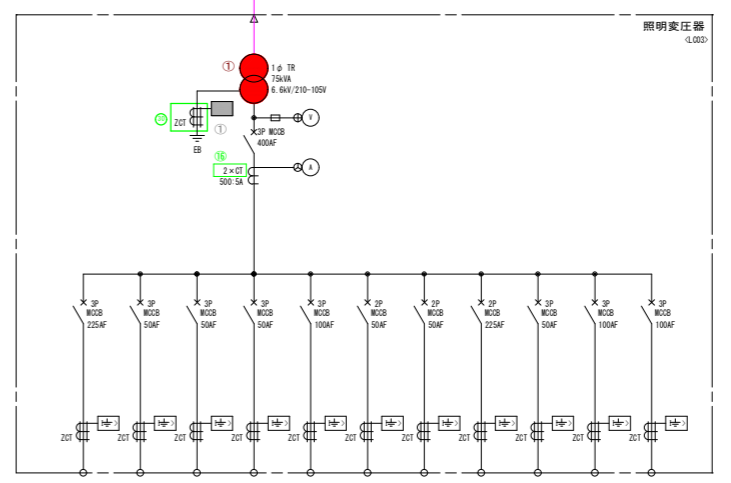 照明変圧器
<LC03>
①
1φ TR
75kVA
6.6kV/210-105V
ZCT
①
EB
V
3P MCCB
400AF
⑯
2×CT
500:5A
A
3P
MCCB
225AF
3P
MCCB
50AF
3P
MCCB
50AF
3P
MCCB
50AF
3P
MCCB
100AF
2P
MCCB
50AF
2P
MCCB
50AF
2P
MCCB
225AF
3P
MCCB
50AF
3P
MCCB
100AF
3P
MCCB
100AF
ZCT
ZCT
ZCT
ZCT
ZCT
ZCT
ZCT
ZCT
ZCT
ZCT
ZCT